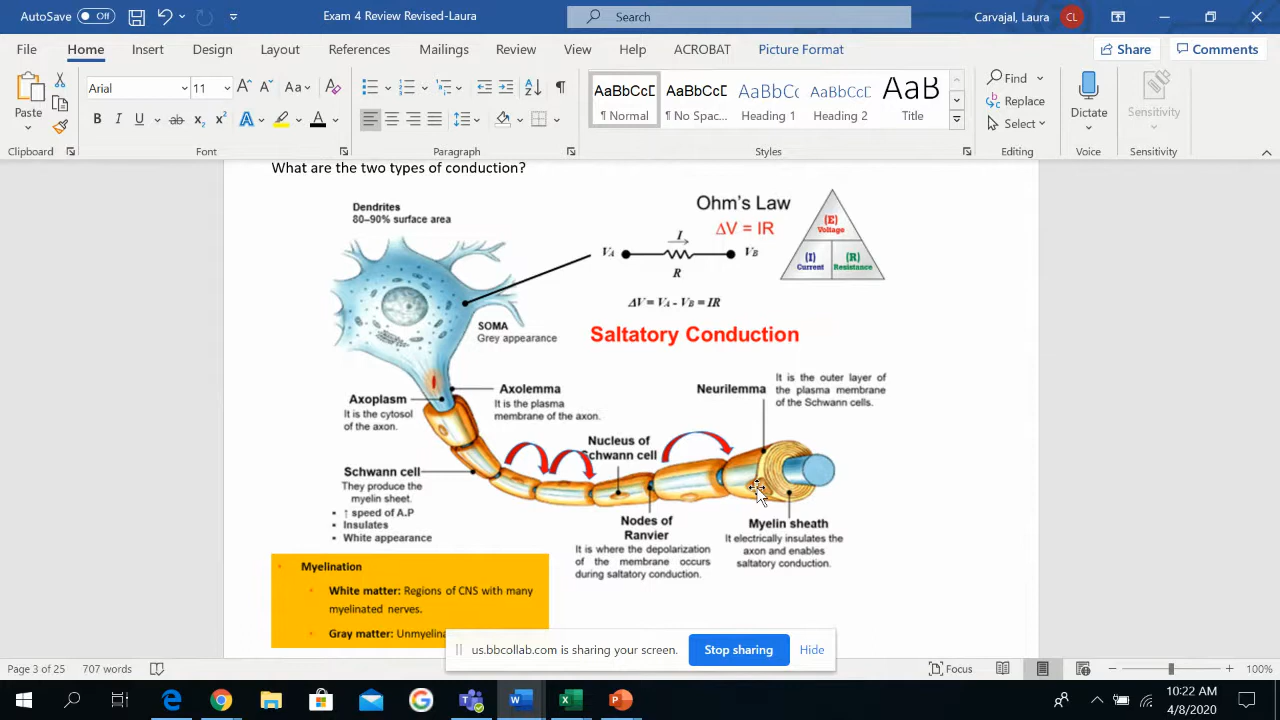 AutoSave Off
Exam 4 Review Revised-Laura
Search
Carvajal, Laura CL
File Home Insert Design Layout References Mailings Review View Help ACROBAT Picture Format
Share Comments
Paste
Clipboard
Arial 11
Font
Paragraph
AaBbCcD AaBbCcD AaBbCc AaBbCcD AaB
¶ Normal ¶ No Spac... Heading 1 Heading 2 Title
Styles
Find
Replace
Select
Editing
Dictate
Voice
Sensitivity
Sensitivity
What are the two types of conduction?
Dendrites
80–90% surface area
Ohm's Law
ΔV = IR
I
VA VB
R
ΔV = VA - VB = IR
(E)
Voltage
(I) (R)
Current Resistance
SOMA
Grey appearance
Saltatory Conduction
Axolemma
It is the plasma
membrane of the axon.
Neurilemma
It is the outer layer of
the plasma membrane
of the Schwann cells.
Axoplasm
It is the cytosol
of the axon.
Nucleus of
Schwann cell
Schwann cell
They produce the
myelin sheet.
• ↑ speed of A.P
• Insulates
• White appearance
Nodes of
Ranvier
It is where the depolarization
of the membrane occurs
during saltatory conduction.
Myelin sheath
It electrically insulates the
axon and enables
saltatory conduction.
• Myelination
• White matter: Regions of CNS with many
myelinated nerves.
• Gray matter:
us.bbcollab.com is sharing your screen. Stop sharing Hide
Page 3 of 25 707 words
Focus
100%
10:22 AM
4/8/2020